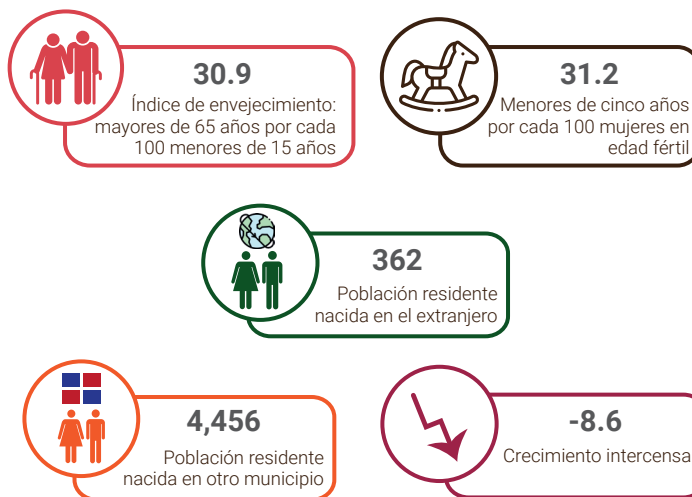 30.9
Índice de envejecimiento:
mayores de 65 años por cada
100 menores de 15 años
31.2
Menores de cinco años
por cada 100 mujeres en
edad fértil
362
Población residente
nacida en el extranjero
4,456
Población residente
nacida en otro municipio
-8.6
Crecimiento intercensa